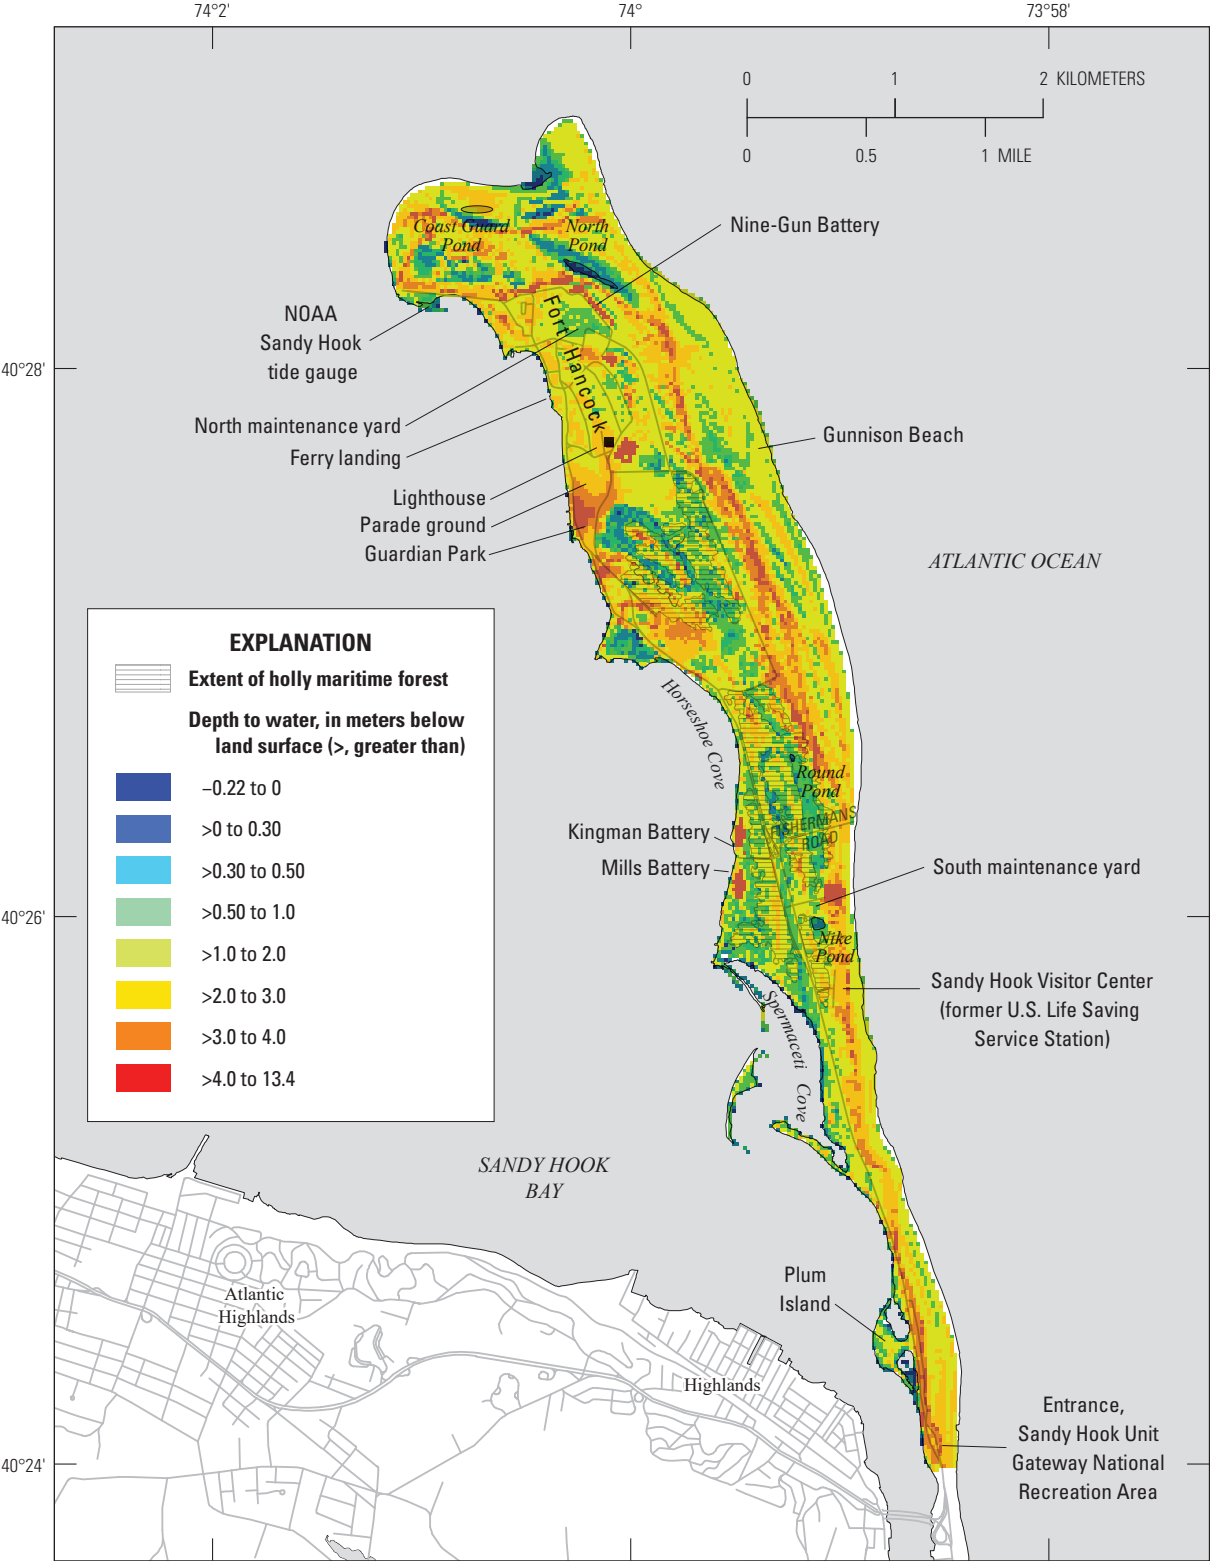 74°2'
74°
73°58'
0
1
2 KILOMETERS
0
0.5
1 MILE
Coast Guard
Pond
North
Pond
Nine-Gun Battery
NOAA
Sandy Hook
tide gauge
Fort Hancock
40°28'
North maintenance yard
Ferry landing
Gunnison Beach
Lighthouse
Parade ground
Guardian Park
ATLANTIC OCEAN
EXPLANATION
Extent of holly maritime forest
Depth to water, in meters below
land surface (>, greater than)
−0.22 to 0
>0 to 0.30
>0.30 to 0.50
>0.50 to 1.0
>1.0 to 2.0
>2.0 to 3.0
>3.0 to 4.0
>4.0 to 13.4
Horseshoe Cove
Round
Pond
FISHERMANS
ROAD
Kingman Battery
Mills Battery
South maintenance yard
40°26'
Nike
Pond
Sandy Hook Visitor Center
(former U.S. Life Saving
Service Station)
Spermaceti Cove
SANDY HOOK
BAY
Plum
Island
Atlantic
Highlands
Highlands
Entrance,
Sandy Hook Unit
Gateway National
Recreation Area
40°24'